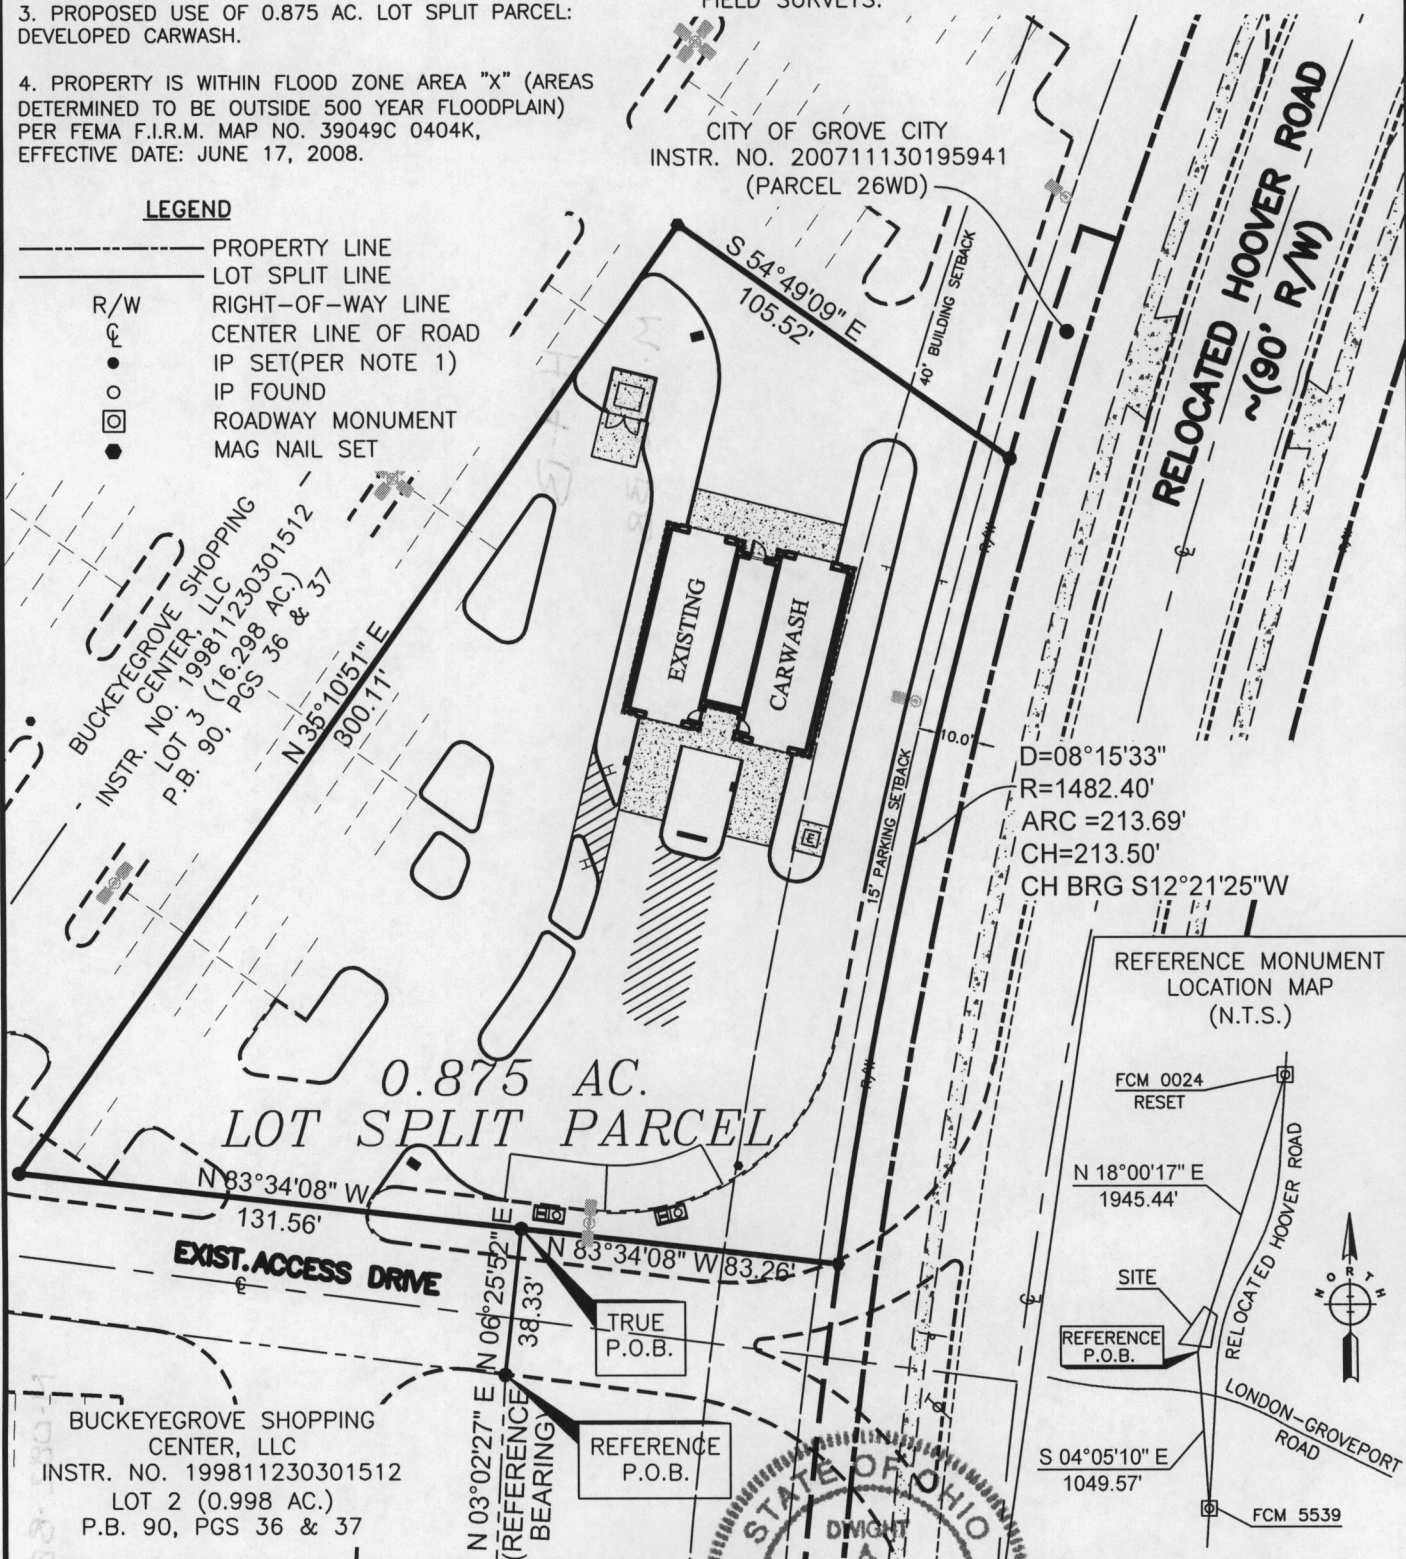 3. PROPOSED USE OF 0.875 AC. LOT SPLIT PARCEL:
DEVELOPED CARWASH.
FIELD SURVEYS.
4. PROPERTY IS WITHIN FLOOD ZONE AREA "X" (AREAS
DETERMINED TO BE OUTSIDE 500 YEAR FLOODPLAIN)
PER FEMA F.I.R.M. MAP NO. 39049C 0404K,
EFFECTIVE DATE: JUNE 17, 2008.
CITY OF GROVE CITY
INSTR. NO. 200711130195941
(PARCEL 26WD)
LEGEND
PROPERTY LINE
LOT SPLIT LINE
R/W RIGHT-OF-WAY LINE
℄ CENTER LINE OF ROAD
IP SET(PER NOTE 1)
IP FOUND
ROADWAY MONUMENT
MAG NAIL SET
RELOCATED HOOVER ROAD
~(90' R/W)
S 54°49'09" E
105.52'
40' BUILDING SETBACK
R/W
R/W
℄
BUCKEYEGROVE SHOPPING
CENTER, LLC
INSTR. NO. 199811230301512
LOT 3 (16.298 AC.)
P.B. 90, PGS 36 & 37
N 35°10'51" E
300.11'
EXISTING
CARWASH
10.0'
15' PARKING SETBACK
E
D=08°15'33"
R=1482.40'
ARC =213.69'
CH=213.50'
CH BRG S12°21'25"W
R/W
0.875 AC.
LOT SPLIT PARCEL
N 83°34'08" W
131.56'
N 83°34'08" W 83.26'
EXIST. ACCESS DRIVE
℄
℄
N 06°25'52" E
38.33'
TRUE
P.O.B.
REFERENCE
P.O.B.
N 03°02'27" E
(REFERENCE
BEARING)
BUCKEYEGROVE SHOPPING
CENTER, LLC
INSTR. NO. 199811230301512
LOT 2 (0.998 AC.)
P.B. 90, PGS 36 & 37
STATE OF OHIO
DWIGHT
REFERENCE MONUMENT
LOCATION MAP
(N.T.S.)
FCM 0024
RESET
N 18°00'17" E
1945.44'
RELOCATED HOOVER ROAD
SITE
REFERENCE
P.O.B.
NORTH
LONDON-GROVEPORT
ROAD
S 04°05'10" E
1049.57'
FCM 5539